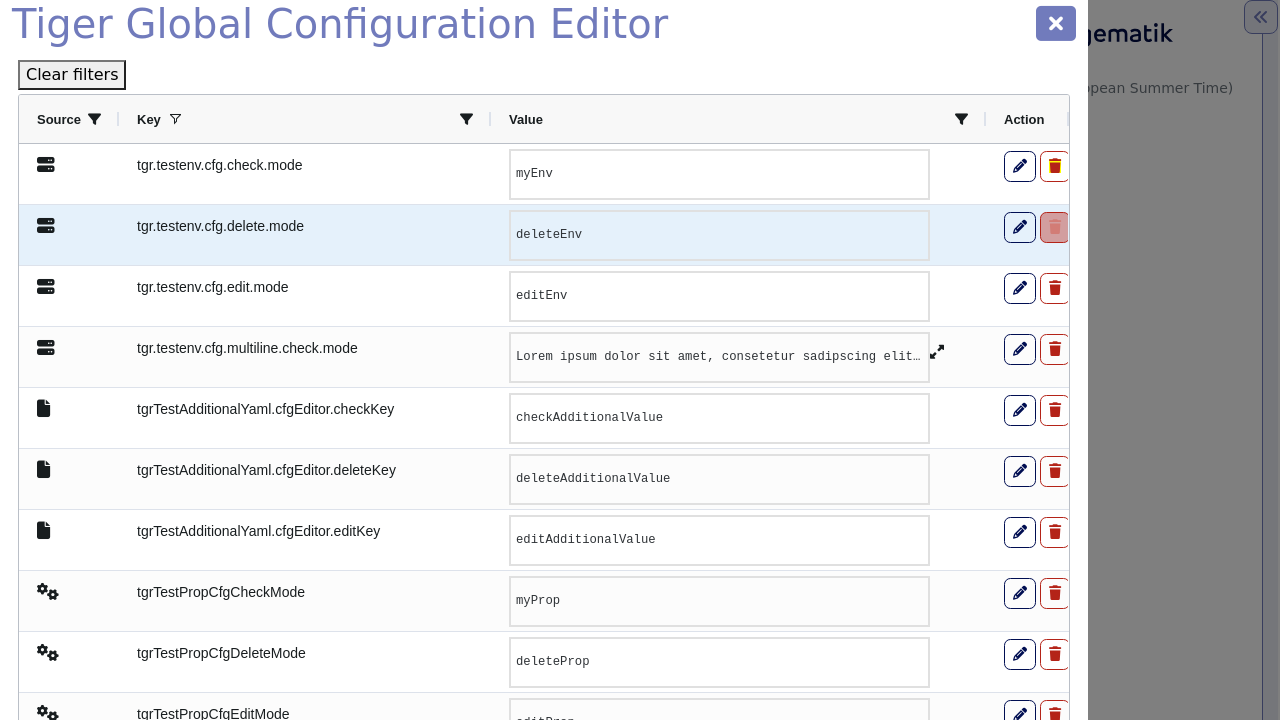 Tiger Global Configuration Editor
gematik
Clear filters
opean Summer Time)
Source Key Value Action
tgr.testenv.cfg.check.mode myEnv
tgr.testenv.cfg.delete.mode deleteEnv
tgr.testenv.cfg.edit.mode editEnv
tgr.testenv.cfg.multiline.check.mode Lorem ipsum dolor sit amet, consetetur sadipscing elit…
tgrTestAdditionalYaml.cfgEditor.checkKey checkAdditionalValue
tgrTestAdditionalYaml.cfgEditor.deleteKey deleteAdditionalValue
tgrTestAdditionalYaml.cfgEditor.editKey editAdditionalValue
tgrTestPropCfgCheckMode myProp
tgrTestPropCfgDeleteMode deleteProp
tgrTestPropCfgEditMode editProp